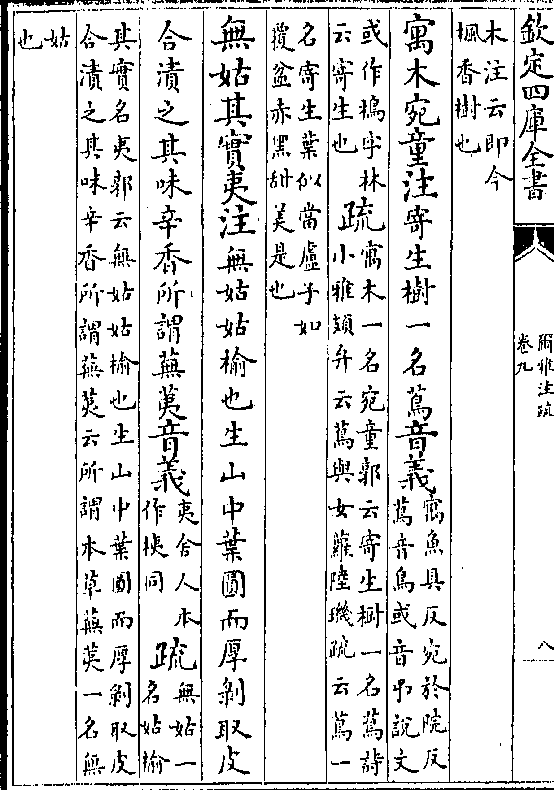 欽定四庫全書
爾雅注疏
卷九
八
木注云即今
楓香樹也
寓木宛童注寄生樹一名蔦音義
寓魚具反宛於阮反
蔦音鳥或音弔說文
或作樢字林
云寄生也
疏
寓木一名宛童郭云寄生樹一名蔦詩
小雅頍弁云蔦與女蘿陸璣疏云蔦一
名寄生葉似當盧子如
覆盆赤黑甜美是也
無姑其實夷注無姑姑榆也生山中葉圓而厚剝取皮
合漬之其味辛香所謂蕪荑音義
夷舍人本
作桋同
疏
無姑一
名姑榆
其實名夷郭云無姑姑榆也生山中葉圓而厚剝取皮
合漬之其味辛香所謂蕪荑云所謂本草蕪荑一名無
姑
也